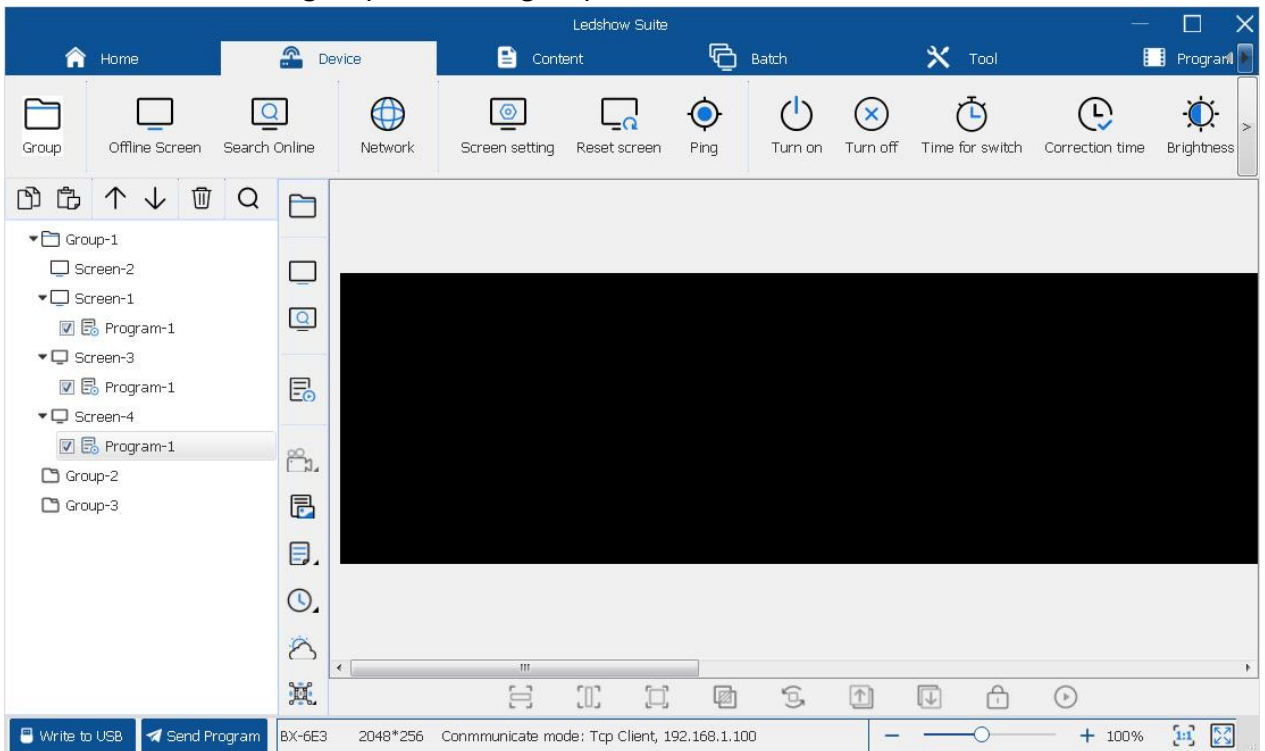 Ledshow Suite
Home Device Content Batch Tool Program
Group Offline Screen Search Online Network Screen setting Reset screen Ping Turn on Turn off Time for switch Correction time Brightness >
Group-1
Screen-2
Screen-1
Program-1
Screen-3
Program-1
Screen-4
Program-1
Group-2
Group-3
Write to USB Send Program BX-6E3 2048*256 Conmmunicate mode: Tcp Client, 192.168.1.100 100% 1:1